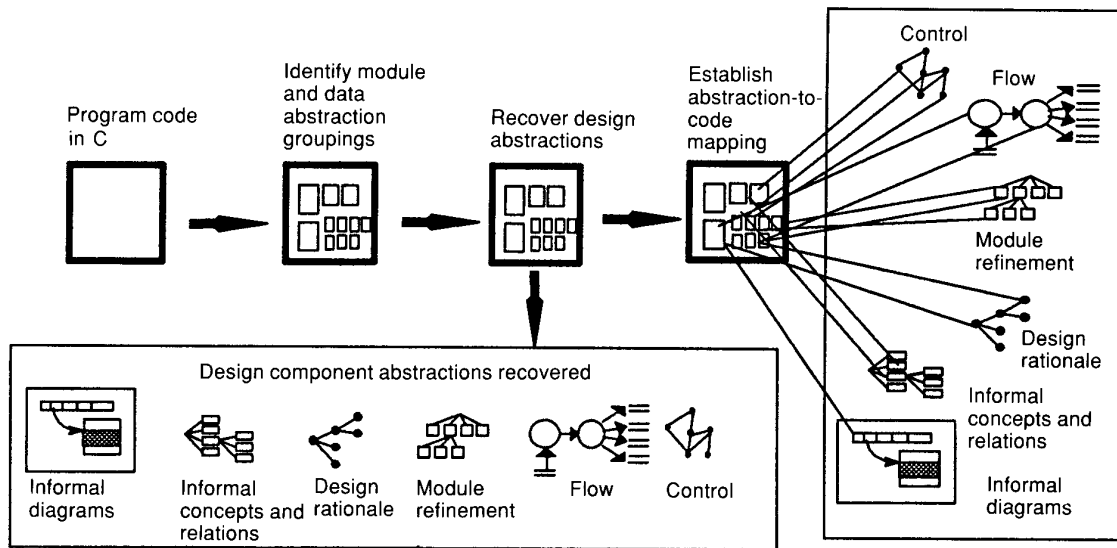 Program code
in C
Identify module
and data
abstraction
groupings
Recover design
abstractions
Establish
abstraction-to-
code
mapping
Control
Flow
Module
refinement
Design
rationale
Informal
concepts and
relations
Informal
diagrams
Design component abstractions recovered
Informal
diagrams
Informal
concepts and
relations
Design
rationale
Module
refinement
Flow
Control